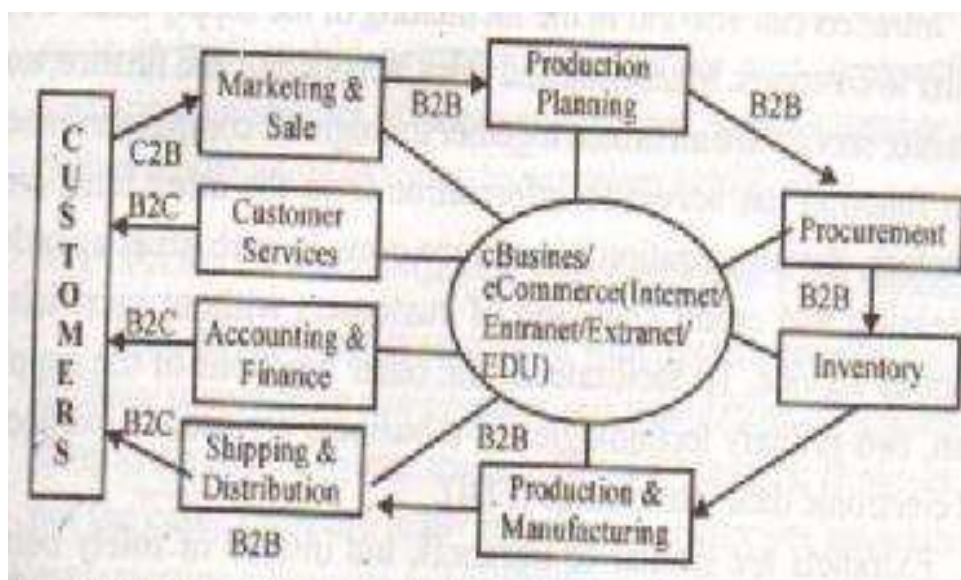 CUSTOMERS
Marketing &
Sale
B2B
Production
Planning
B2B
C2B
B2C
Customer
Services
cBusines/
eCommerce(Internet/
Entranet/Extranet/
EDU)
Procurement
B2B
B2C
Accounting &
Finance
Inventory
B2C
Shipping &
Distribution
B2B
Production &
Manufacturing
B2B